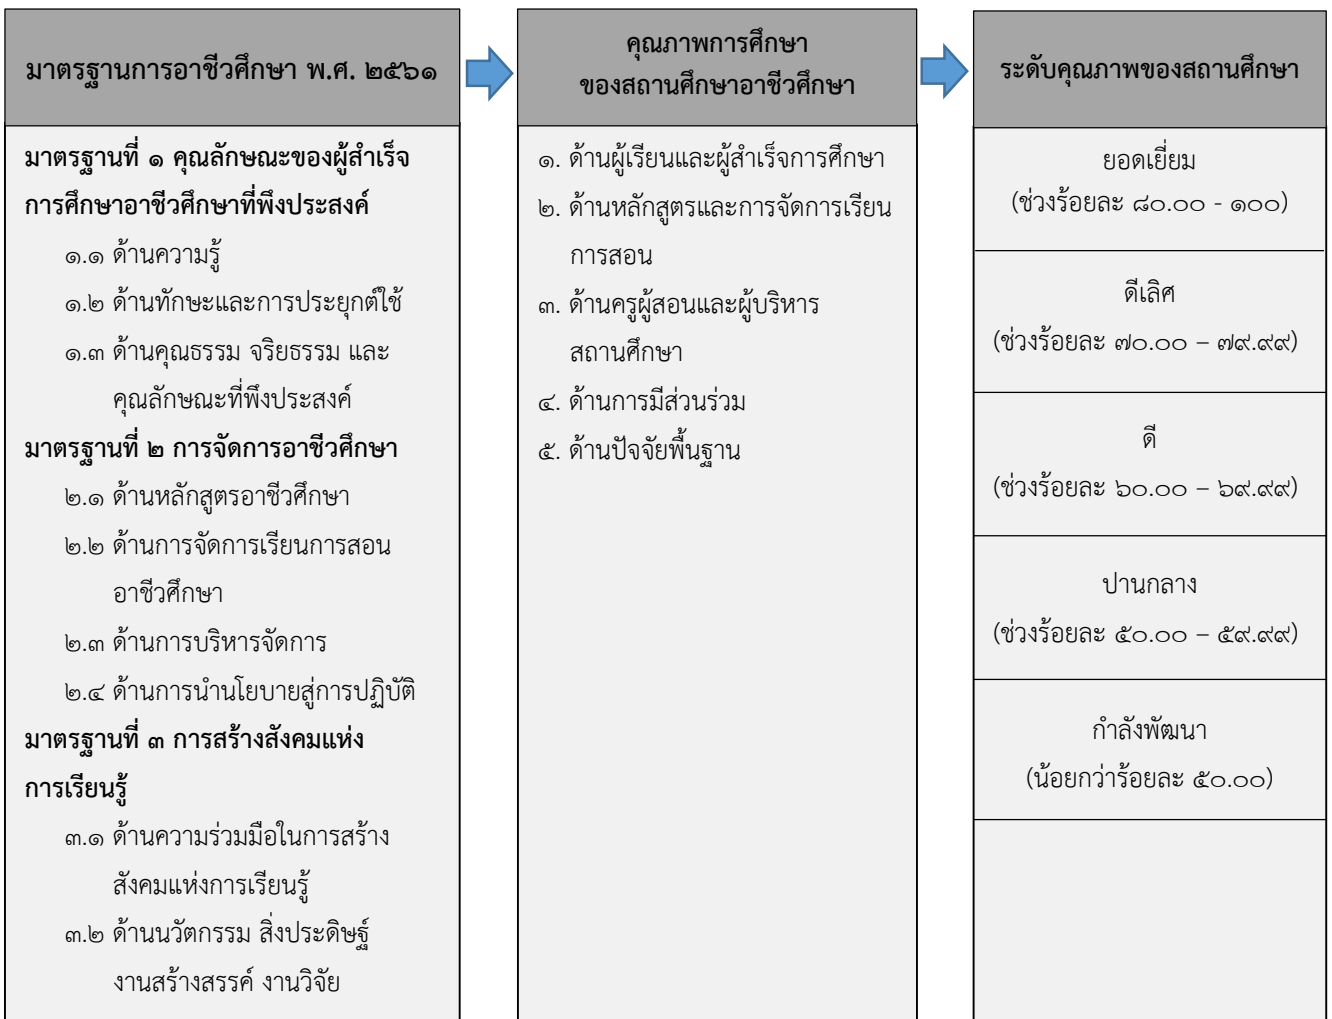 มาตรฐานการอาชีวศึกษา พ.ศ. ๒๕๖๑
มาตรฐานที่ ๑ คุณลักษณะของผู้สำเร็จ
การศึกษาอาชีวศึกษาที่พึงประสงค์
๑.๑ ด้านความรู้
๑.๒ ด้านทักษะและการประยุกต์ใช้
๑.๓ ด้านคุณธรรม จริยธรรม และ
คุณลักษณะที่พึงประสงค์
มาตรฐานที่ ๒ การจัดการอาชีวศึกษา
๒.๑ ด้านหลักสูตรอาชีวศึกษา
๒.๒ ด้านการจัดการเรียนการสอน
อาชีวศึกษา
๒.๓ ด้านการบริหารจัดการ
๒.๔ ด้านการนำนโยบายสู่การปฏิบัติ
มาตรฐานที่ ๓ การสร้างสังคมแห่ง
การเรียนรู้
๓.๑ ด้านความร่วมมือในการสร้าง
สังคมแห่งการเรียนรู้
๓.๒ ด้านนวัตกรรม สิ่งประดิษฐ์
งานสร้างสรรค์ งานวิจัย
คุณภาพการศึกษา
ของสถานศึกษาอาชีวศึกษา
๑. ด้านผู้เรียนและผู้สำเร็จการศึกษา
๒. ด้านหลักสูตรและการจัดการเรียน
การสอน
๓. ด้านครูผู้สอนและผู้บริหาร
สถานศึกษา
๔. ด้านการมีส่วนร่วม
๕. ด้านปัจจัยพื้นฐาน
ระดับคุณภาพของสถานศึกษา
ยอดเยี่ยม
(ช่วงร้อยละ ๘๐.๐๐ - ๑๐๐)
ดีเลิศ
(ช่วงร้อยละ ๗๐.๐๐ – ๗๙.๙๙)
ดี
(ช่วงร้อยละ ๖๐.๐๐ – ๖๙.๙๙)
ปานกลาง
(ช่วงร้อยละ ๕๐.๐๐ – ๕๙.๙๙)
กำลังพัฒนา
(น้อยกว่าร้อยละ ๕๐.๐๐)